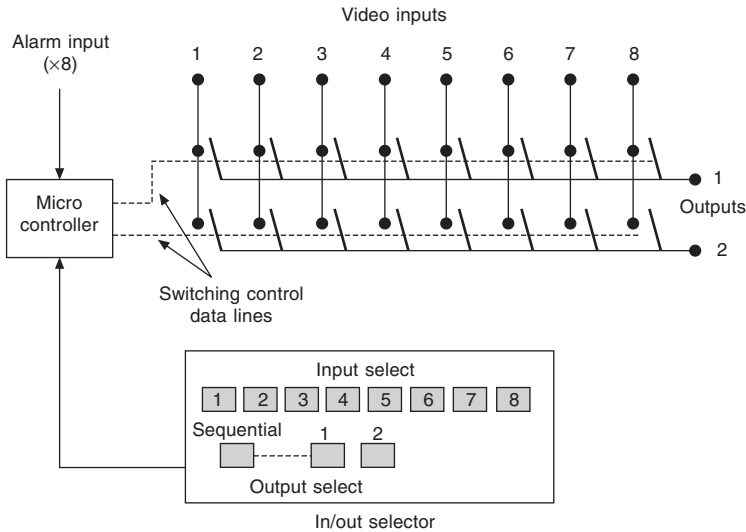 Video inputs
Alarm input
(×8)
1 2 3 4 5 6 7 8
Micro
controller
1
Outputs
2
Switching control
data lines
Input select
1 2 3 4 5 6 7 8
Sequential
1 2
Output select
In/out selector